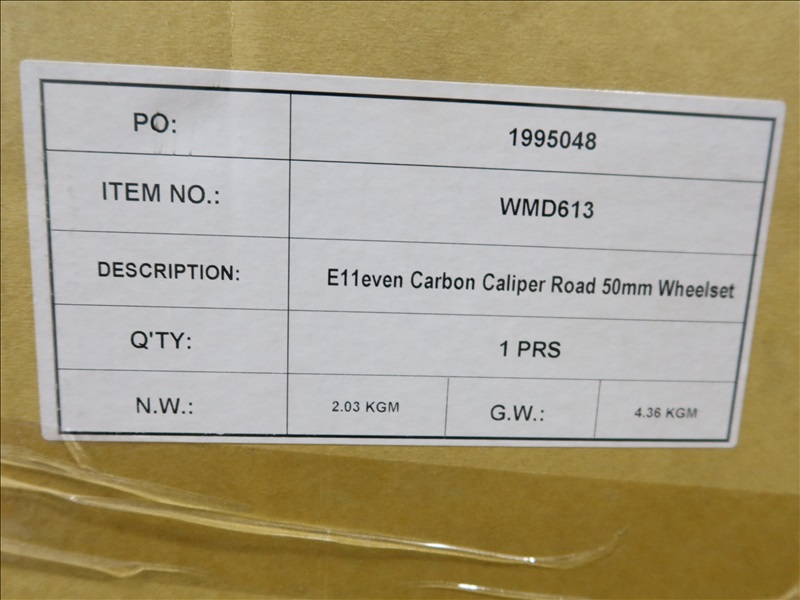 PO: 1995048
ITEM NO.: WMD613
DESCRIPTION: E11even Carbon Caliper Road 50mm Wheelset
Q'TY: 1 PRS
N.W.: 2.03 KGM G.W.: 4.36 KGM